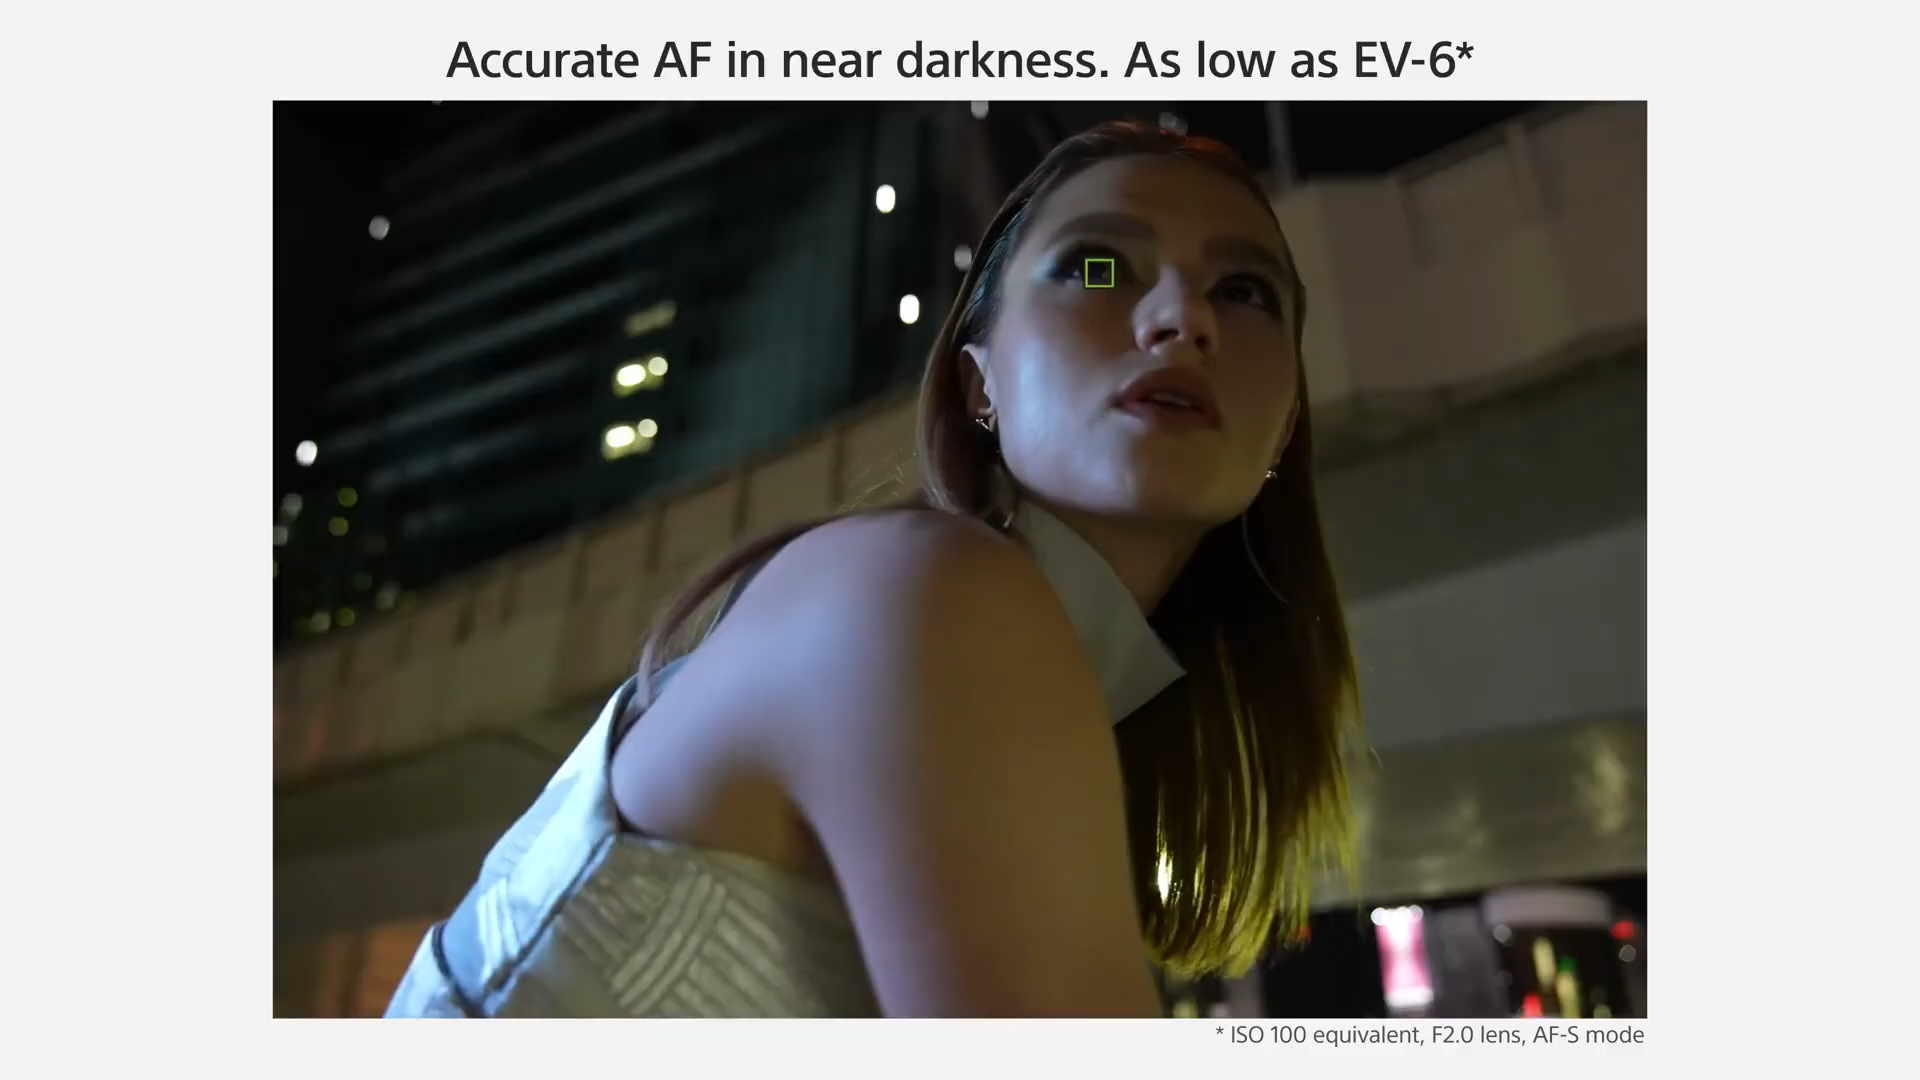 Accurate AF in near darkness. As low as EV-6*
* ISO 100 equivalent, F2.0 lens, AF-S mode